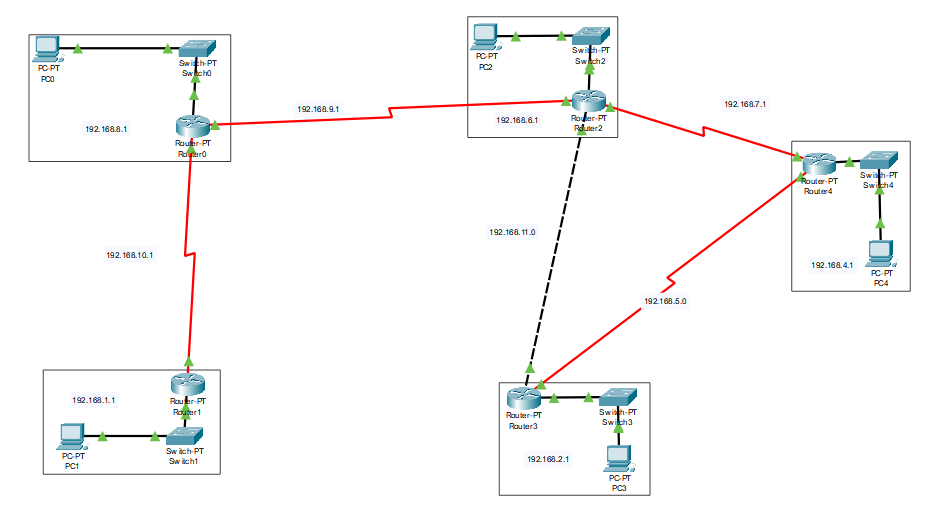 PC-PT
PC0
Switch-PT
Switch0
192.168.8.1
Router-PT
Router0
192.168.9.1
PC-PT
PC2
Switch-PT
Switch2
192.168.6.1
Router-PT
Router2
192.168.7.1
Router-PT
Router4
Switch-PT
Switch4
192.168.4.1
PC-PT
PC4
192.168.10.1
192.168.11.0
192.168.5.0
192.168.1.1
Router-PT
Router1
PC-PT
PC1
Switch-PT
Switch1
Router-PT
Router3
Switch-PT
Switch3
192.168.2.1
PC-PT
PC3